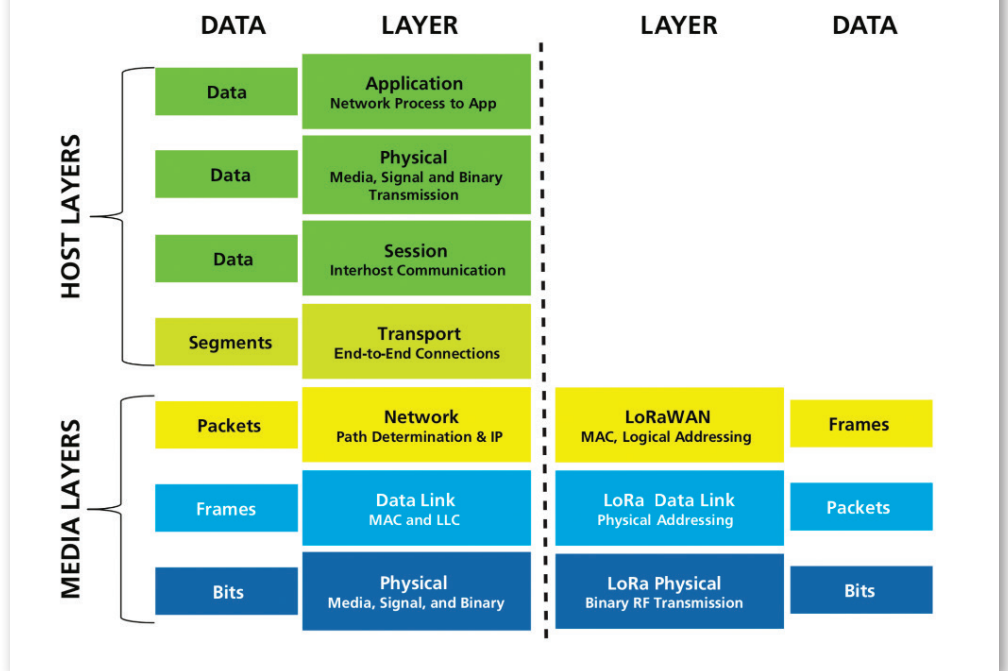 DATA LAYER LAYER DATA
HOST LAYERS
Data
Application
Network Process to App
Data
Physical
Media, Signal and Binary
Transmission
Data
Session
Interhost Communication
Segments
Transport
End-to-End Connections
MEDIA LAYERS
Packets
Network
Path Determination & IP
LoRaWAN
MAC, Logical Addressing
Frames
Frames
Data Link
MAC and LLC
LoRa Data Link
Physical Addressing
Packets
Bits
Physical
Media, Signal, and Binary
LoRa Physical
Binary RF Transmission
Bits